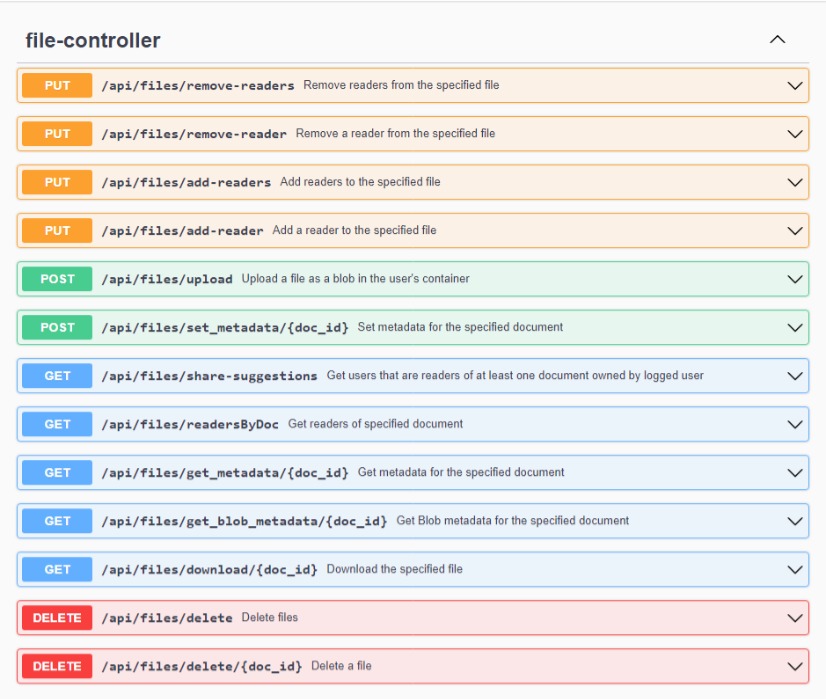 file-controller
PUT /api/files/remove-readers Remove readers from the specified file
PUT /api/files/remove-reader Remove a reader from the specified file
PUT /api/files/add-readers Add readers to the specified file
PUT /api/files/add-reader Add a reader to the specified file
POST /api/files/upload Upload a file as a blob in the user's container
POST /api/files/set_metadata/{doc_id} Set metadata for the specified document
GET /api/files/share-suggestions Get users that are readers of at least one document owned by logged user
GET /api/files/readersByDoc Get readers of specified document
GET /api/files/get_metadata/{doc_id} Get metadata for the specified document
GET /api/files/get_blob_metadata/{doc_id} Get Blob metadata for the specified document
GET /api/files/download/{doc_id} Download the specified file
DELETE /api/files/delete Delete files
DELETE /api/files/delete/{doc_id} Delete a file